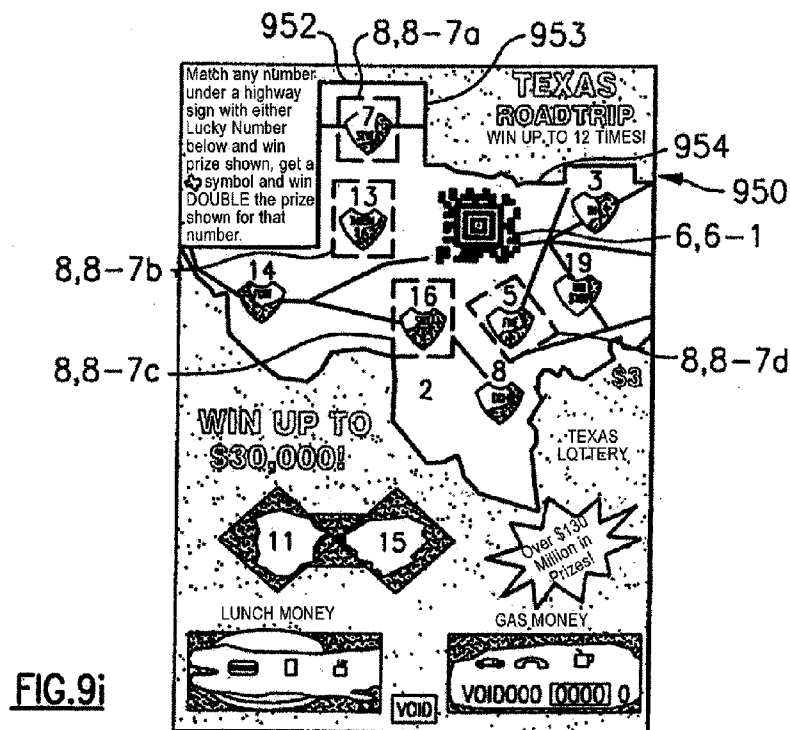 952
8,8-7a
953
Match any number
under a highway
sign with either
Lucky Number
below and win
prize shown, get a
symbol and win
DOUBLE the prize
shown for that
number.
TEXAS
ROADTRIP
WIN UP TO 12 TIMES!
954
950
7
3
13
6,6-1
8,8-7b
14
19
16
5
8,8-7c
8,8-7d
2
8
$3
WIN UP TO
$30,000!
TEXAS
LOTTERY
11
15
Over $130
Million in
Prizes!
LUNCH MONEY
GAS MONEY
VOID000 0000 0
VOID
FIG.9i